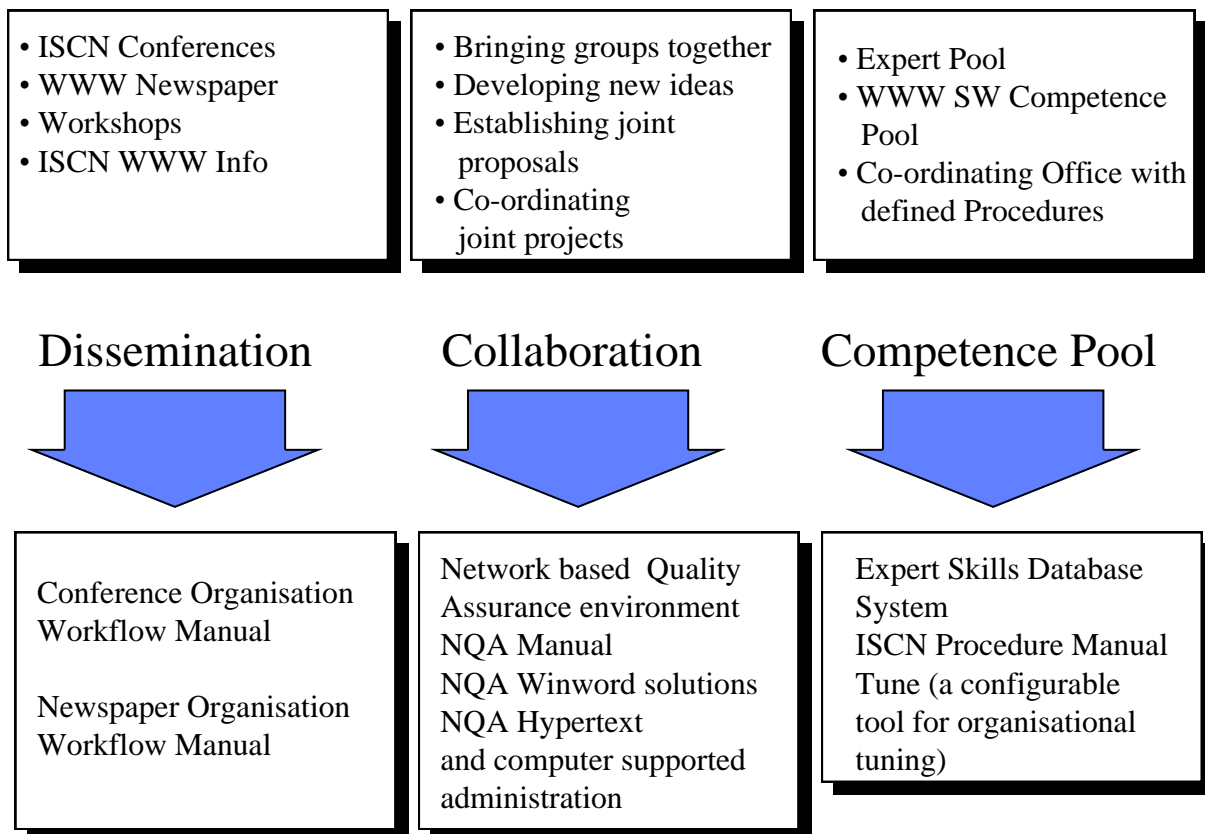 • ISCN Conferences
• WWW Newspaper
• Workshops
• ISCN WWW Info
• Bringing groups together
• Developing new ideas
• Establishing joint
proposals
• Co-ordinating
joint projects
• Expert Pool
• WWW SW Competence
Pool
• Co-ordinating Office with
defined Procedures
Dissemination
Collaboration
Competence Pool
Conference Organisation
Workflow Manual
Newspaper Organisation
Workflow Manual
Network based Quality
Assurance environment
NQA Manual
NQA Winword solutions
NQA Hypertext
and computer supported
administration
Expert Skills Database
System
ISCN Procedure Manual
Tune (a configurable
tool for organisational
tuning)